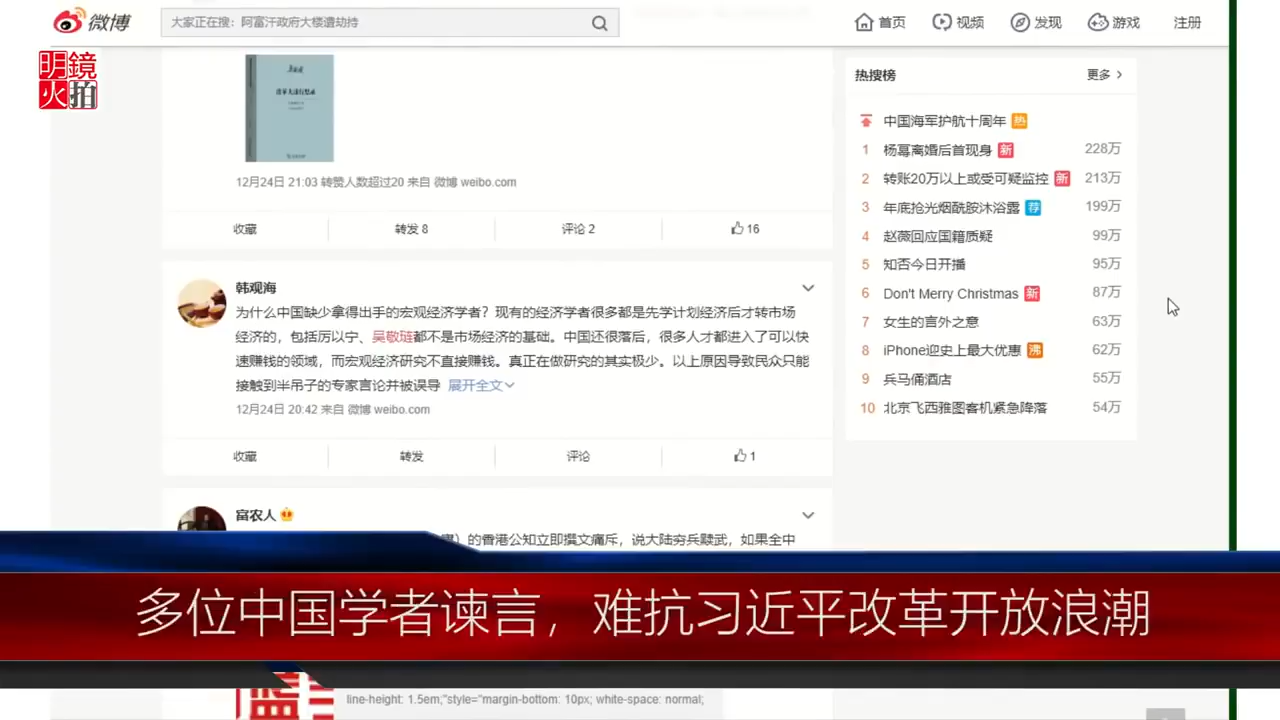 微博
大家正在搜：阿富汗政府大楼遭劫持
首页
视频
发现
游戏
注册
明鏡
火拍
12月24日 21:03 转赞人数超过20 来自 微博 weibo.com
收藏
转发 8
评论 2
16
韩观海
为什么中国缺少拿得出手的宏观经济学者？现有的经济学者很多都是先学计划经济后才转市场
经济的，包括厉以宁、吴敬琏都不是市场经济的基础。中国还很落后，很多人才都进入了可以快
速赚钱的领域，而宏观经济研究不直接赚钱。真正在做研究的其实极少。以上原因导致民众只能
接触到半吊子的专家言论并被误导 展开全文
12月24日 20:42 来自 微博 weibo.com
收藏
转发
评论
1
富农人
）的香港公知立即撰文痛斥，说大陆穷兵黩武，如果全中
热搜榜
更多
中国海军护航十周年 热
1 杨幂离婚后首现身 新 228万
2 转账20万以上或受可疑监控 新 213万
3 年底抢光烟酰胺沐浴露 荐 199万
4 赵薇回应国籍质疑 99万
5 知否今日开播 95万
6 Don't Merry Christmas 新 87万
7 女生的言外之意 63万
8 iPhone迎史上最大优惠 沸 62万
9 兵马俑酒店 55万
10 北京飞西雅图客机紧急降落 54万
多位中国学者谏言，难抗习近平改革开放浪潮
line-height: 1.5em;"style="margin-bottom: 10px; white-space: normal;